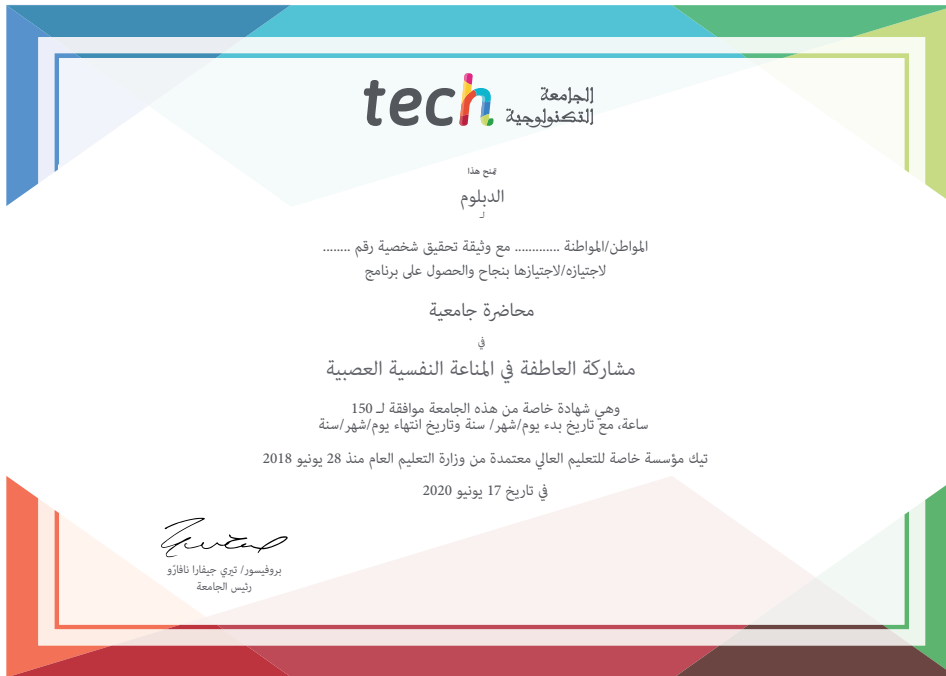 tech الجامعة
التكنولوجية
يمنح هذا
الدبلوم
لـ
المواطن/المواطنة ............. مع وثيقة تحقيق شخصية رقم ........
لاجتيازه/لاجتيازها بنجاح والحصول على برنامج
محاضرة جامعية
في
مشاركة العاطفة في المناعة النفسية العصبية
وهي شهادة خاصة من هذه الجامعة موافقة لـ 150
ساعة، مع تاريخ بدء يوم/شهر/ سنة وتاريخ انتهاء يوم/شهر/سنة
تيك مؤسسة خاصة للتعليم العالي معتمدة من وزارة التعليم العام منذ 28 يونيو 2018
في تاريخ 17 يونيو 2020
بروفيسور/ تيري جيفارا نافارّو
رئيس الجامعة